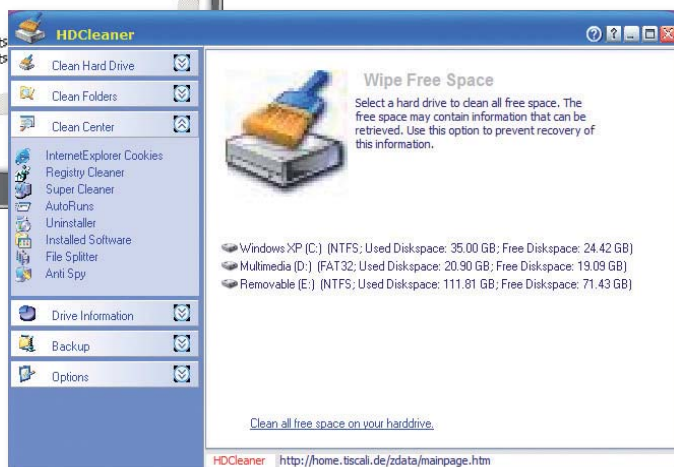 HDCleaner
Clean Hard Drive
Clean Folders
Clean Center
InternetExplorer Cookies
Registry Cleaner
Super Cleaner
AutoRuns
Uninstaller
Installed Software
File Splitter
Anti Spy
Drive Information
Backup
Options
Wipe Free Space
Select a hard drive to clean all free space. The
free space may contain information that can be
retrieved. Use this option to prevent recovery of
this information.
Windows XP (C:) (NTFS; Used Diskspace: 35.00 GB; Free Diskspace: 24.42 GB)
Multimedia (D:) (FAT32; Used Diskspace: 20.90 GB; Free Diskspace: 19.09 GB)
Removable (E:) (NTFS; Used Diskspace: 111.81 GB; Free Diskspace: 71.43 GB)
Clean all free space on your harddrive.
HDCleaner http://home.tiscali.de/zdata/mainpage.htm